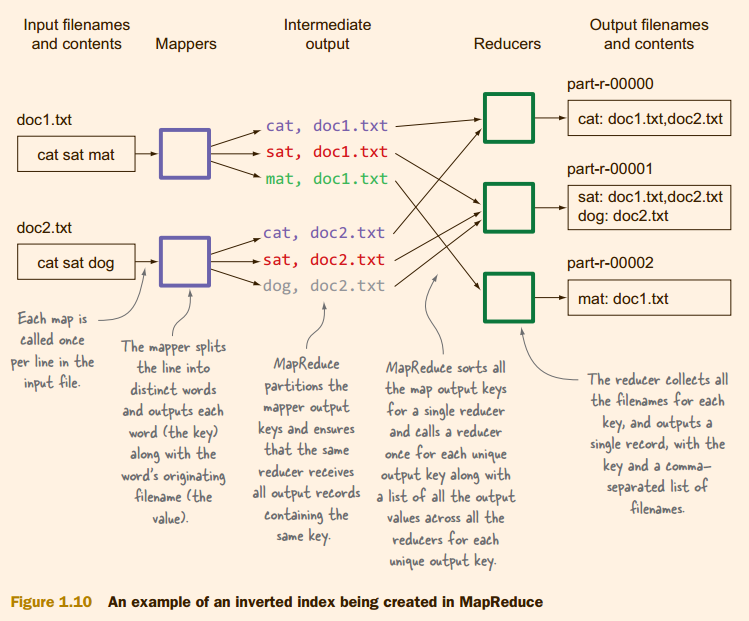 Input filenames
and contents
Mappers
Intermediate
output
Reducers
Output filenames
and contents
doc1.txt
cat sat mat
cat, doc1.txt
sat, doc1.txt
mat, doc1.txt
doc2.txt
cat sat dog
cat, doc2.txt
sat, doc2.txt
dog, doc2.txt
part-r-00000
cat: doc1.txt,doc2.txt
part-r-00001
sat: doc1.txt,doc2.txt
dog: doc2.txt
part-r-00002
mat: doc1.txt
Each map is
called once
per line in the
input file.
The mapper splits
the line into
distinct words
and outputs each
word (the key)
along with the
word's originating
filename (the
value).
MapReduce
partitions the
mapper output
keys and ensures
that the same
reducer receives
all output records
containing the
same key.
MapReduce sorts all
the map output keys
for a single reducer
and calls a reducer
once for each unique
output key along with
a list of all the output
values across all the
reducers for each
unique output key.
The reducer collects all
the filenames for each
key, and outputs a
single record, with the
key and a comma-
separated list of
filenames.
Figure 1.10 An example of an inverted index being created in MapReduce